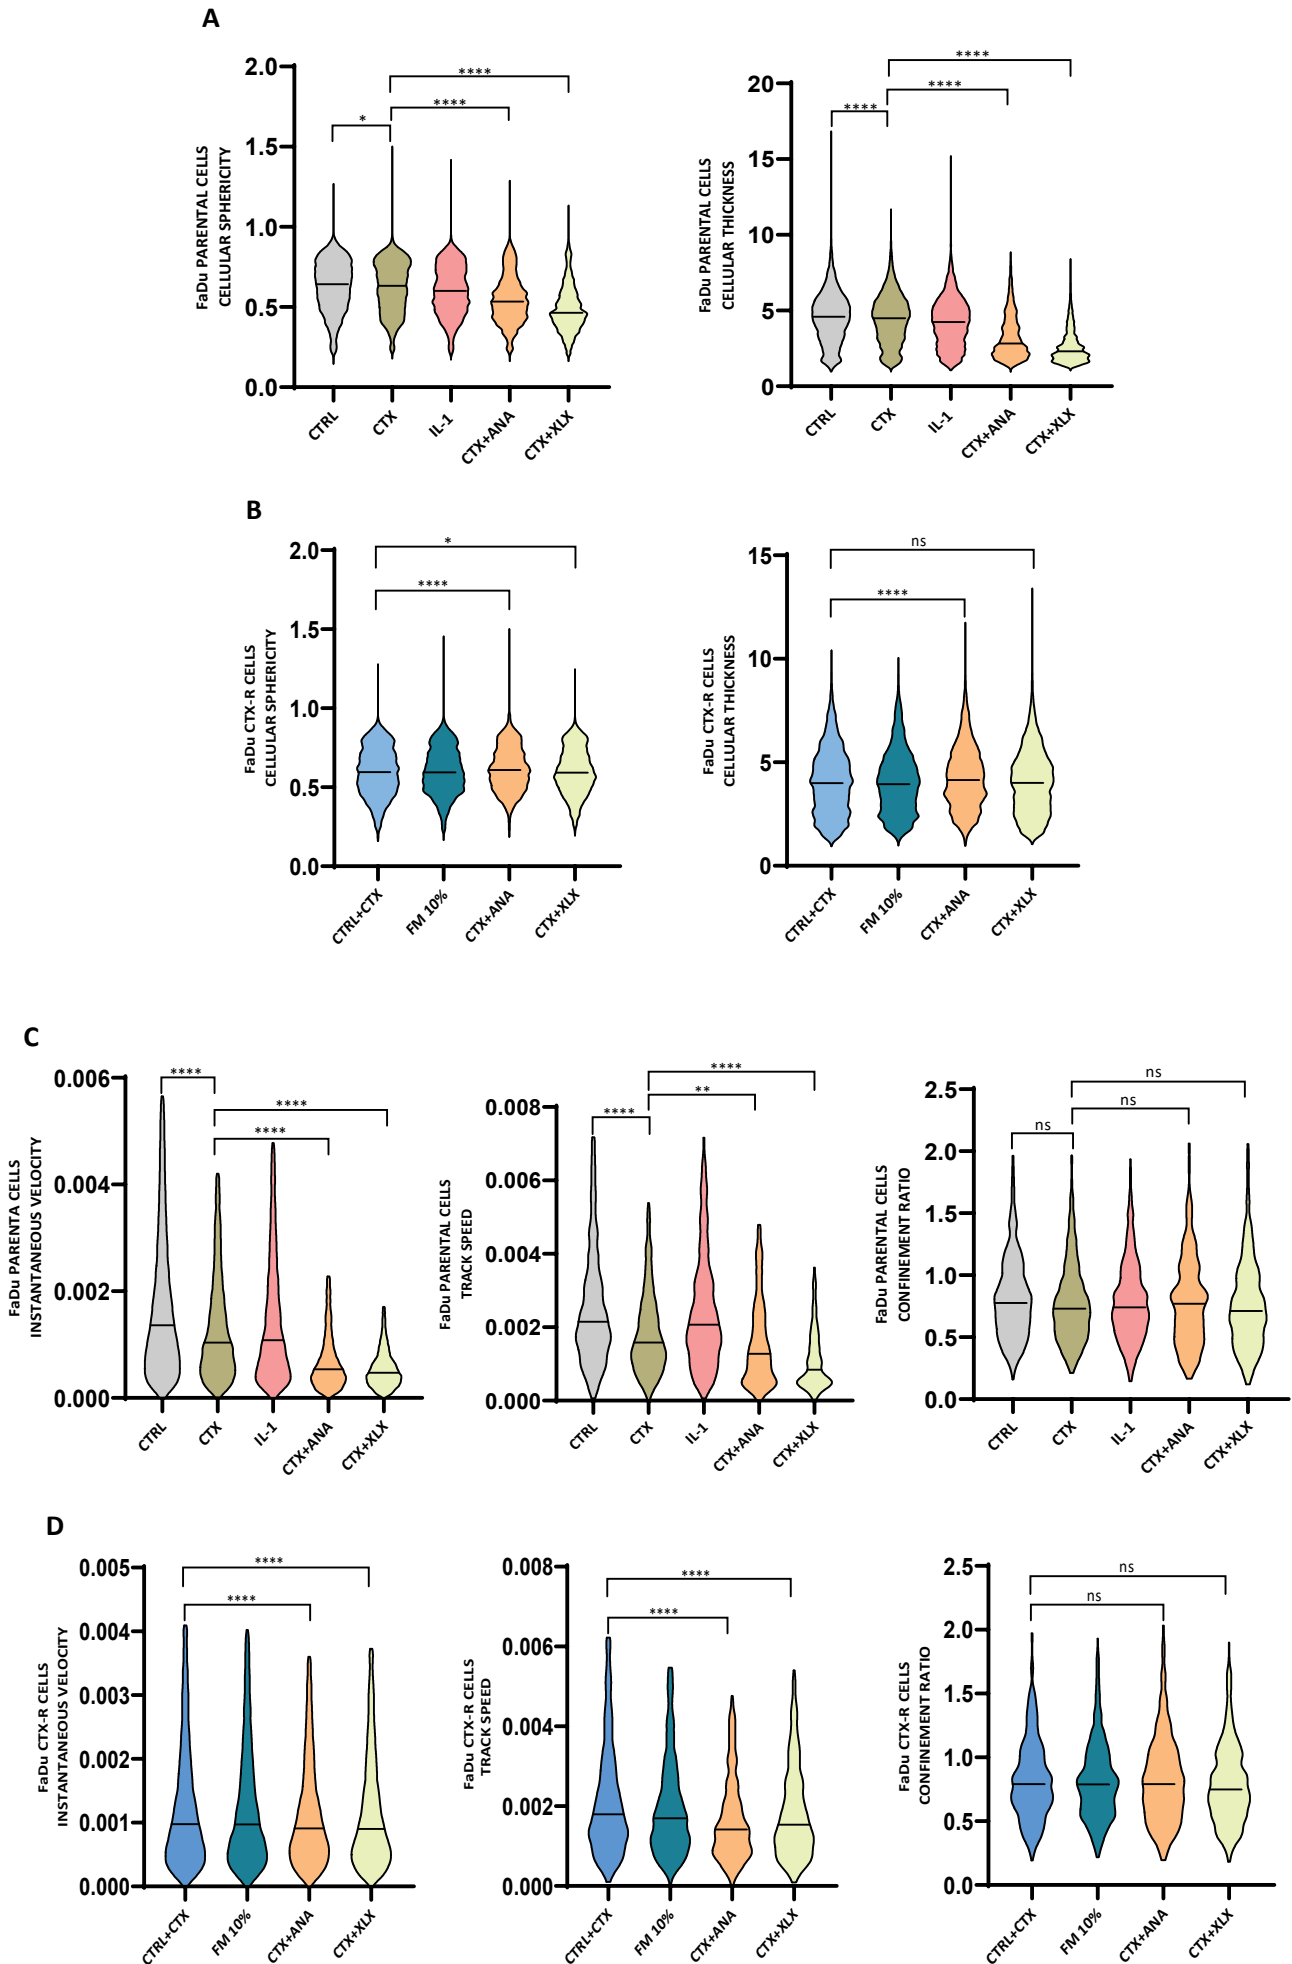 A
FaDu PARENTAL CELLS
CELLULAR SPHERICITY
2.0
1.5
1.0
0.5
0.0
*
****
****
CTRL
CTX
IL-1
CTX+ANA
CTX+XLX
FaDu PARENTAL CELLS
CELLULAR THICKNESS
20
15
10
5
0
****
****
****
CTRL
CTX
IL-1
CTX+ANA
CTX+XLX
B
FaDu CTX-R CELLS
CELLULAR SPHERICITY
2.0
1.5
1.0
0.5
0.0
*
****
CTRL+CTX
FM 10%
CTX+ANA
CTX+XLX
FaDu CTX-R CELLS
CELLULAR THICKNESS
15
10
5
0
ns
****
CTRL+CTX
FM 10%
CTX+ANA
CTX+XLX
C
FaDu PARENTA CELLS
INSTANTANEOUS VELOCITY
0.006
0.004
0.002
0.000
****
****
****
CTRL
CTX
IL-1
CTX+ANA
CTX+XLX
FaDu PARENTAL CELLS
TRACK SPEED
0.008
0.006
0.004
0.002
0.000
****
**
****
CTRL
CTX
IL-1
CTX+ANA
CTX+XLX
FaDu PARENTAL CELLS
CONFINEMENT RATIO
2.5
2.0
1.5
1.0
0.5
0.0
ns
ns
ns
CTRL
CTX
IL-1
CTX+ANA
CTX+XLX
D
FaDu CTX-R CELLS
INSTANTANEOUS VELOCITY
0.005
0.004
0.003
0.002
0.001
0.000
****
****
CTRL+CTX
FM 10%
CTX+ANA
CTX+XLX
FaDu CTX-R CELLS
TRACK SPEED
0.008
0.006
0.004
0.002
0.000
****
****
CTRL+CTX
FM 10%
CTX+ANA
CTX+XLX
FaDu CTX-R CELLS
CONFINEMENT RATIO
2.5
2.0
1.5
1.0
0.5
0.0
ns
ns
CTRL+CTX
FM 10%
CTX+ANA
CTX+XLX